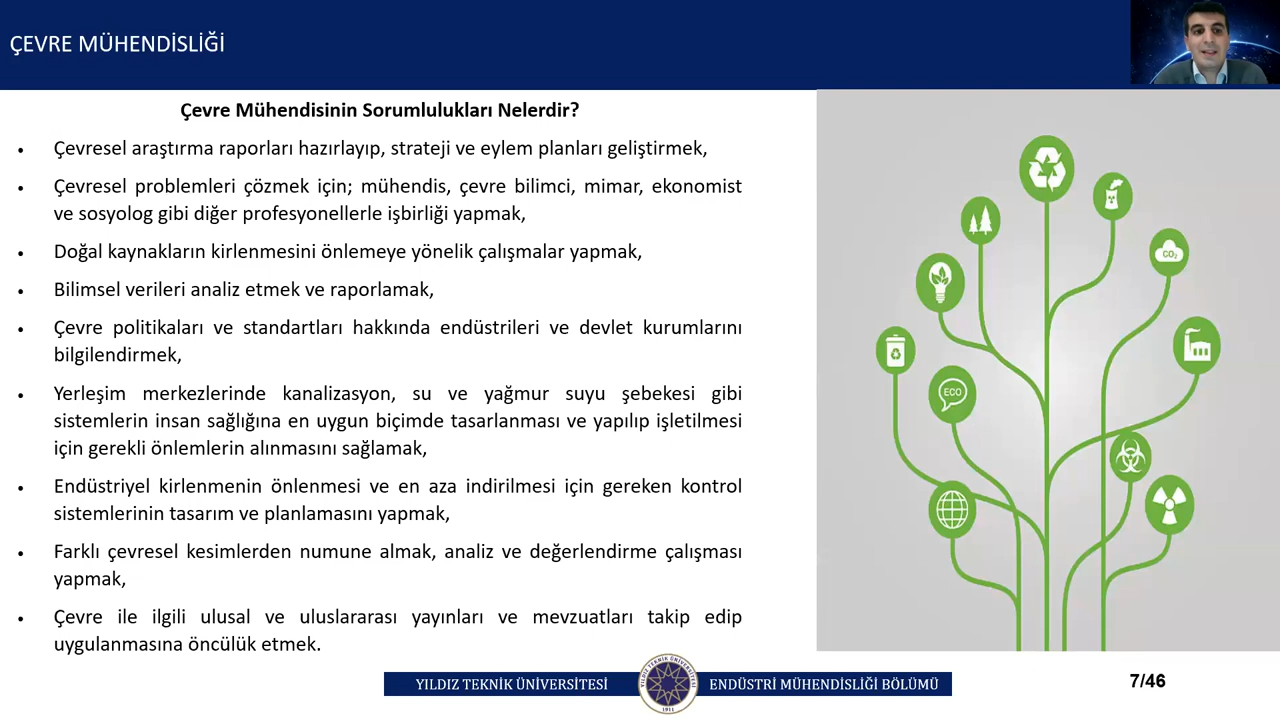 ÇEVRE MÜHENDİSLİĞİ
Çevre Mühendisinin Sorumlulukları Nelerdir?
• Çevresel araştırma raporları hazırlayıp, strateji ve eylem planları geliştirmek,
• Çevresel problemleri çözmek için; mühendis, çevre bilimci, mimar, ekonomist
ve sosyolog gibi diğer profesyonellerle işbirliği yapmak,
• Doğal kaynakların kirlenmesini önlemeye yönelik çalışmalar yapmak,
• Bilimsel verileri analiz etmek ve raporlamak,
• Çevre politikaları ve standartları hakkında endüstrileri ve devlet kurumlarını
bilgilendirmek,
• Yerleşim merkezlerinde kanalizasyon, su ve yağmur suyu şebekesi gibi
sistemlerin insan sağlığına en uygun biçimde tasarlanması ve yapılıp işletilmesi
için gerekli önlemlerin alınmasını sağlamak,
• Endüstriyel kirlenmenin önlenmesi ve en aza indirilmesi için gereken kontrol
sistemlerinin tasarım ve planlamasını yapmak,
• Farklı çevresel kesimlerden numune almak, analiz ve değerlendirme çalışması
yapmak,
• Çevre ile ilgili ulusal ve uluslararası yayınları ve mevzuatları takip edip
uygulanmasına öncülük etmek.
CO₂
ECO
YILDIZ TEKNİK ÜNİVERSİTESİ
YILDIZ TEKNİK ÜNİVERSİTESİ
1911
ENDÜSTRİ MÜHENDİSLİĞİ BÖLÜMÜ
7/46